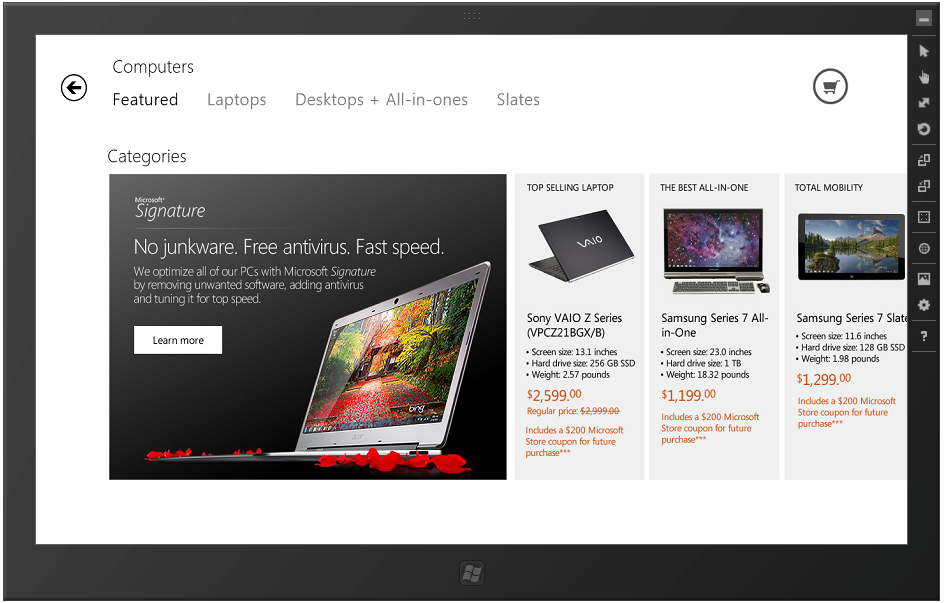 Computers
Featured
Laptops
Desktops + All-in-ones
Slates
Categories
Microsoft®
Signature
No junkware. Free antivirus. Fast speed.
We optimize all of our PCs with Microsoft Signature
by removing unwanted software, adding antivirus
and tuning it for top speed.
Learn more
bing
acer
TOP SELLING LAPTOP
VAIO
Sony VAIO Z Series
(VPCZ21BGX/B)
• Screen size: 13.1 inches
• Hard drive size: 256 GB SSD
• Weight: 2.57 pounds
$2,599.00
Regular price: $2,999.00
Includes a $200 Microsoft
Store coupon for future
purchase***
THE BEST ALL-IN-ONE
Samsung Series 7 All-
in-One
• Screen size: 23.0 inches
• Hard drive size: 1 TB
• Weight: 18.32 pounds
$1,199.00
Includes a $200 Microsoft
Store coupon for future
purchase***
TOTAL MOBILITY
Samsung Series 7 Slate
• Screen size: 11.6 inches
• Hard drive size: 128 GB SSD
• Weight: 1.98 pounds
$1,299.00
Includes a $200 Microsoft
Store coupon for future
purchase***
?